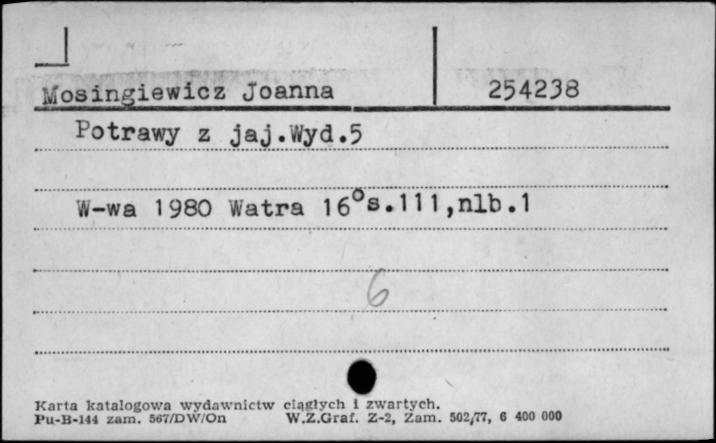 Mosingiewicz Joanna 254238
Potrawy z jaj.Wyd.5
W-wa 1980 Watra 16°s.111,nlb.1
6
Karta katalogowa wydawnictw ciągłych i zwartych.
Pu-B-144 zam. 567/DW/On W.Z.Graf. Z-2, Zam. 502/77, 6 400 000